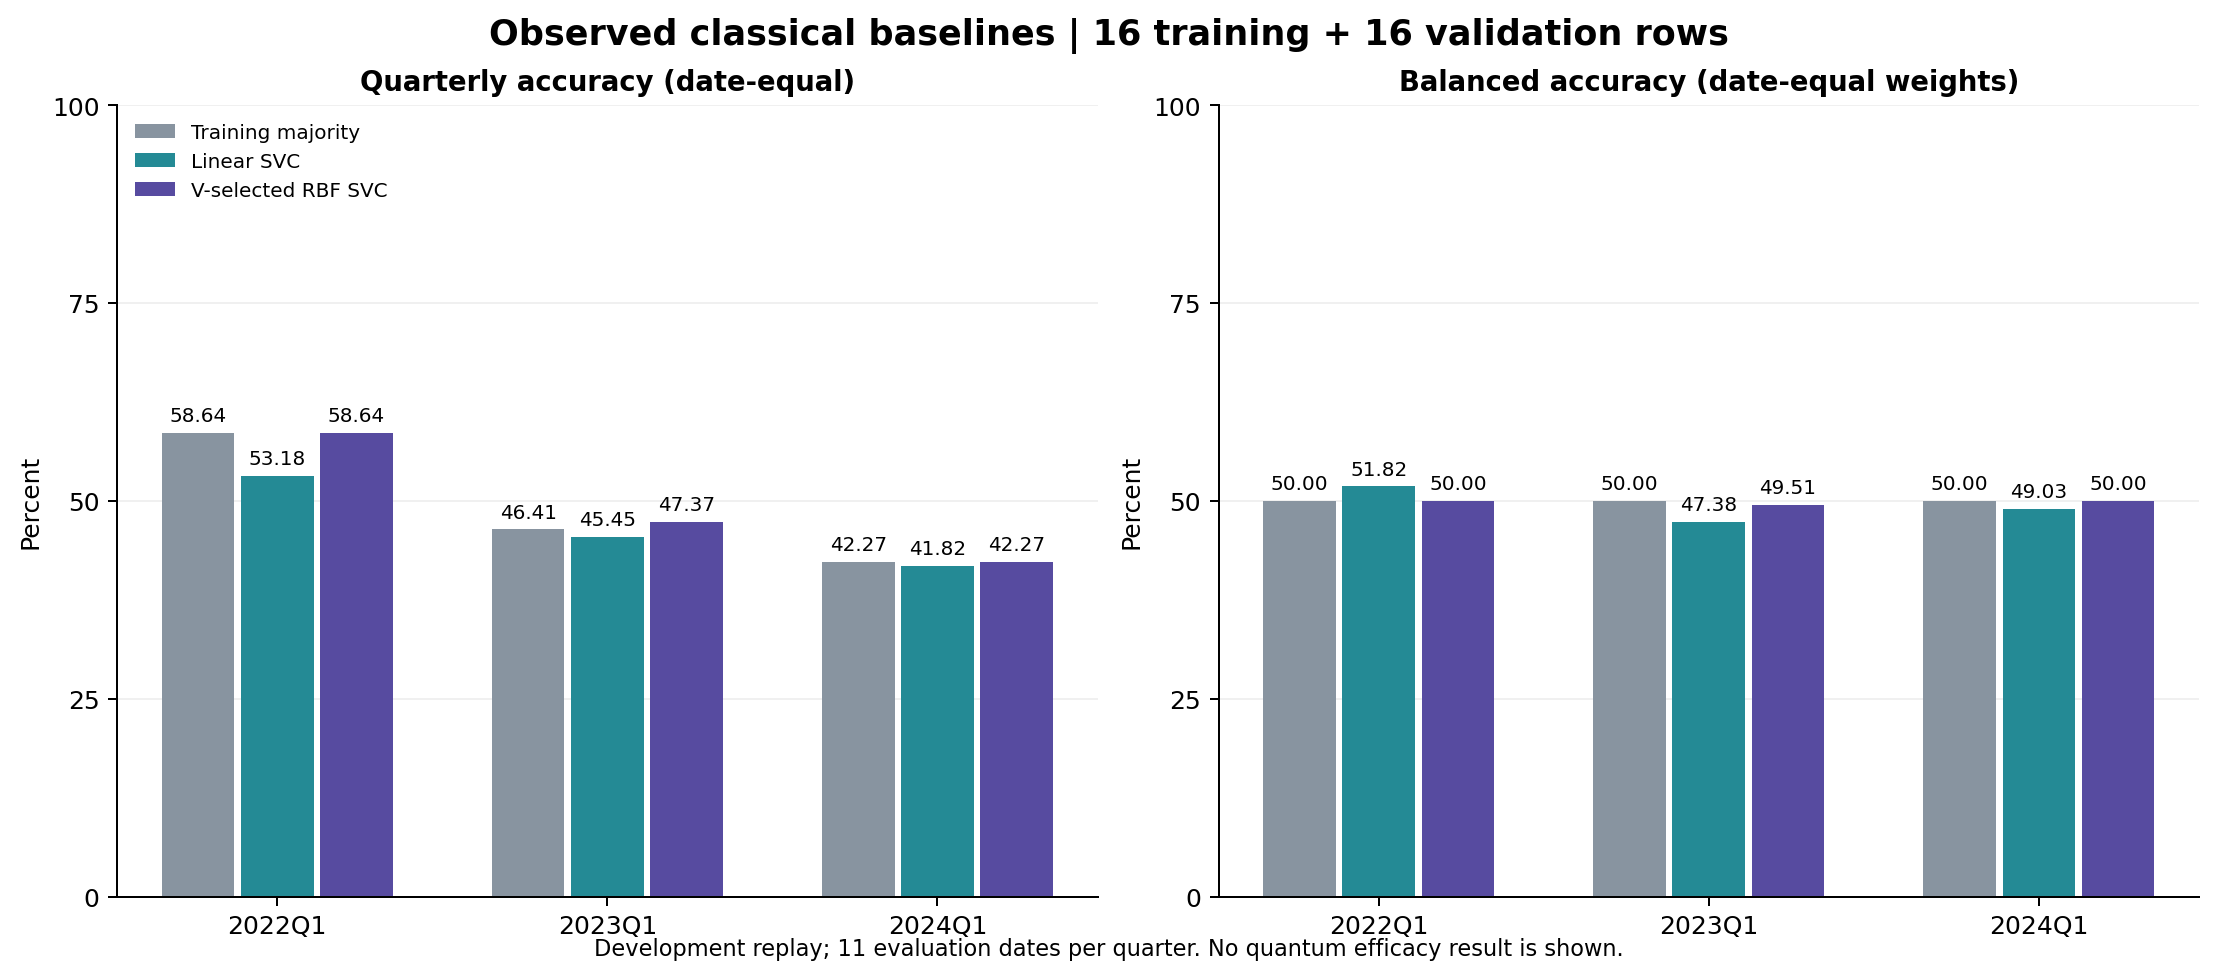 Observed classical baselines | 16 training + 16 validation rows
Quarterly accuracy (date-equal)
Percent
100
75
50
25
0
Training majority
Linear SVC
V-selected RBF SVC
58.64
53.18
58.64
46.41
45.45
47.37
42.27
41.82
42.27
2022Q1
2023Q1
2024Q1
Balanced accuracy (date-equal weights)
Percent
100
75
50
25
0
50.00
51.82
50.00
50.00
47.38
49.51
50.00
49.03
50.00
2022Q1
2023Q1
2024Q1
Development replay; 11 evaluation dates per quarter. No quantum efficacy result is shown.